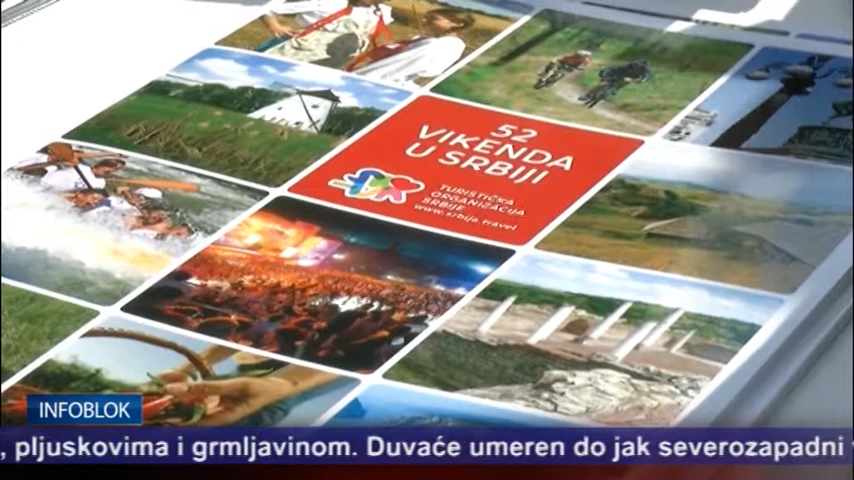 52
VIKENDA
U SRBIJI
TURISTIČKA
ORGANIZACIJA
SRBIJE
www.srbija.travel
INFOBLOK
, pljuskovima i grmljavinom. Duvaće umeren do jak severozapadni